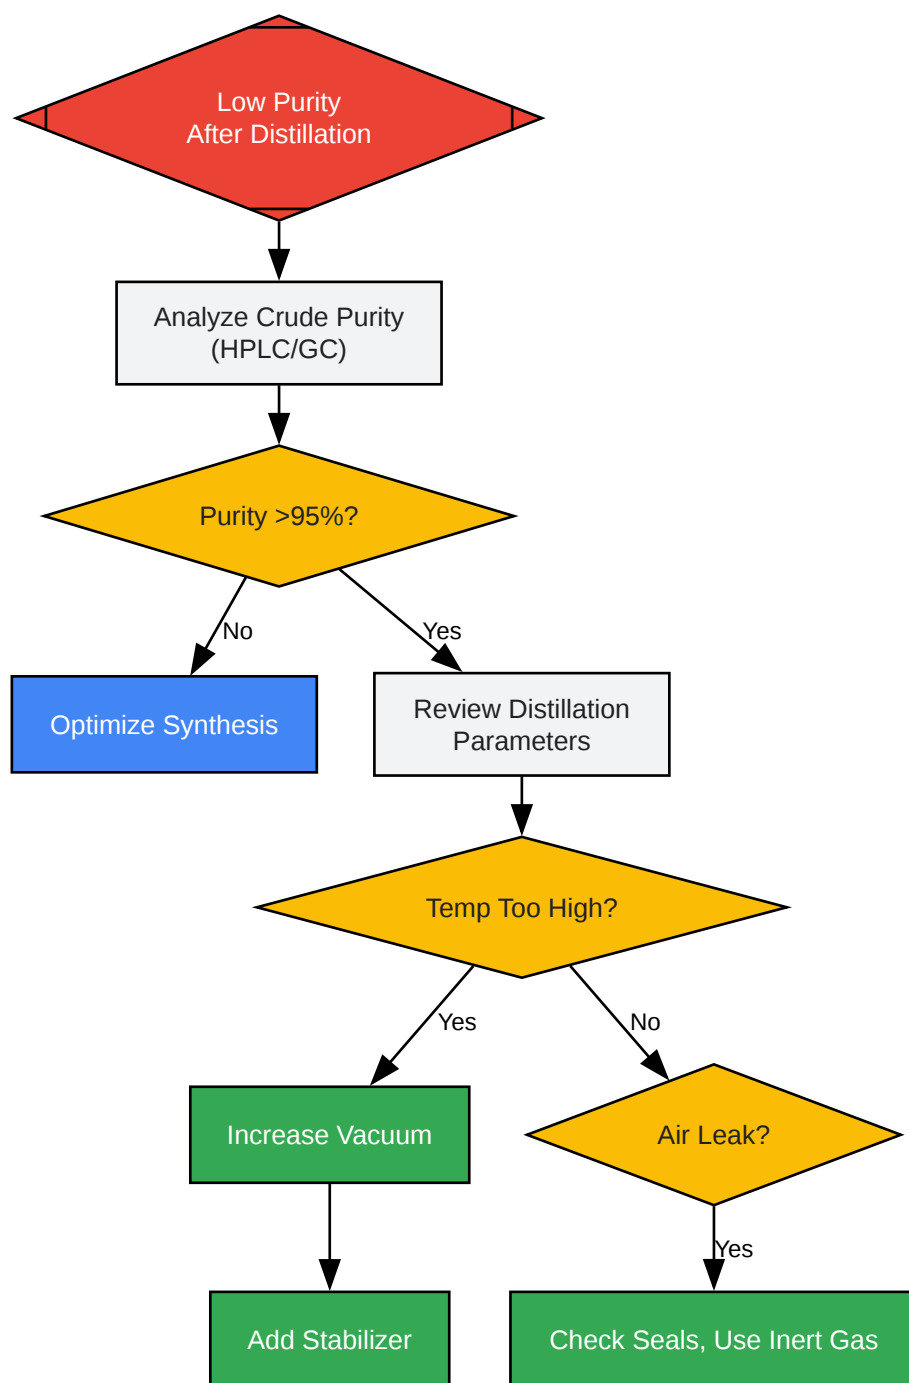 Low Purity
After Distillation
Analyze Crude Purity
(HPLC/GC)
Purity >95%?
No
Yes
Optimize Synthesis
Review Distillation
Parameters
Temp Too High?
Yes
No
Increase Vacuum
Air Leak?
Yes
Add Stabilizer
Check Seals, Use Inert Gas